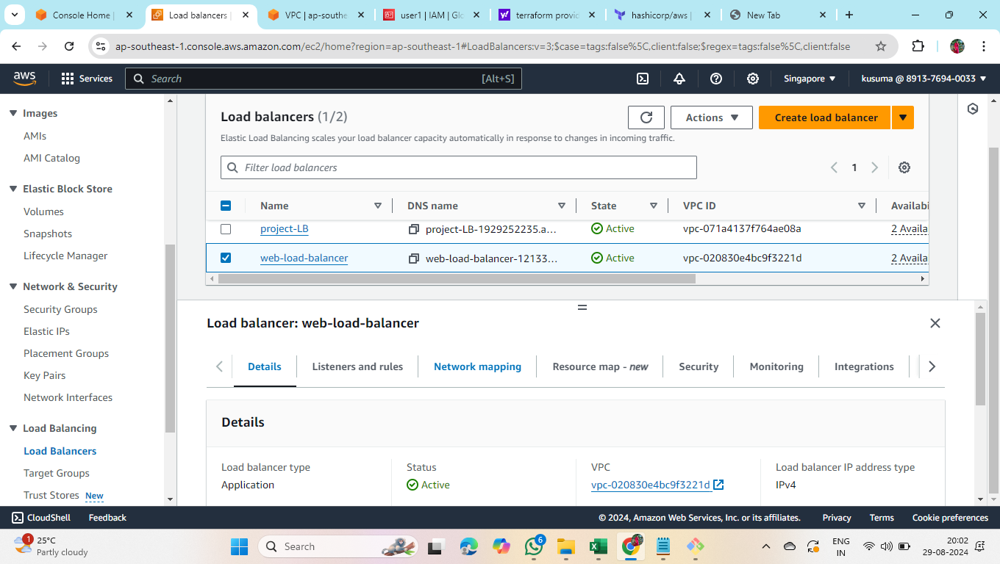 Console Home |
Load balancers |
VPC | ap-southe
user1 | IAM | Glo
terraform provid
hashicorp/aws |
New Tab
ap-southeast-1.console.aws.amazon.com/ec2/home?region=ap-southeast-1#LoadBalancers:v=3;$case=tags:false%5C,client:false;$regex=tags:false%5C,client:false
aws
Services
Search
[Alt+S]
Singapore
kusuma @ 8913-7694-0033
Images
AMIs
AMI Catalog
Elastic Block Store
Volumes
Snapshots
Lifecycle Manager
Network & Security
Security Groups
Elastic IPs
Placement Groups
Key Pairs
Network Interfaces
Load Balancing
Load Balancers
Target Groups
Trust Stores New
Load balancers (1/2)
Actions
Create load balancer
Elastic Load Balancing scales your load balancer capacity automatically in response to changes in incoming traffic.
Filter load balancers
1
Name DNS name State VPC ID Availabi
project-LB project-LB-1929252235.a... Active vpc-071a4137f764ae08a 2 Availa
web-load-balancer web-load-balancer-12133... Active vpc-020830e4bc9f3221d 2 Availa
Load balancer: web-load-balancer
Details Listeners and rules Network mapping Resource map - new Security Monitoring Integrations
Details
Load balancer type Status VPC Load balancer IP address type
Application Active vpc-020830e4bc9f3221d IPv4
CloudShell Feedback © 2024, Amazon Web Services, Inc. or its affiliates. Privacy Terms Cookie preferences
1
25°C
Partly cloudy
Search
6
ENG
IN
20:02
29-08-2024